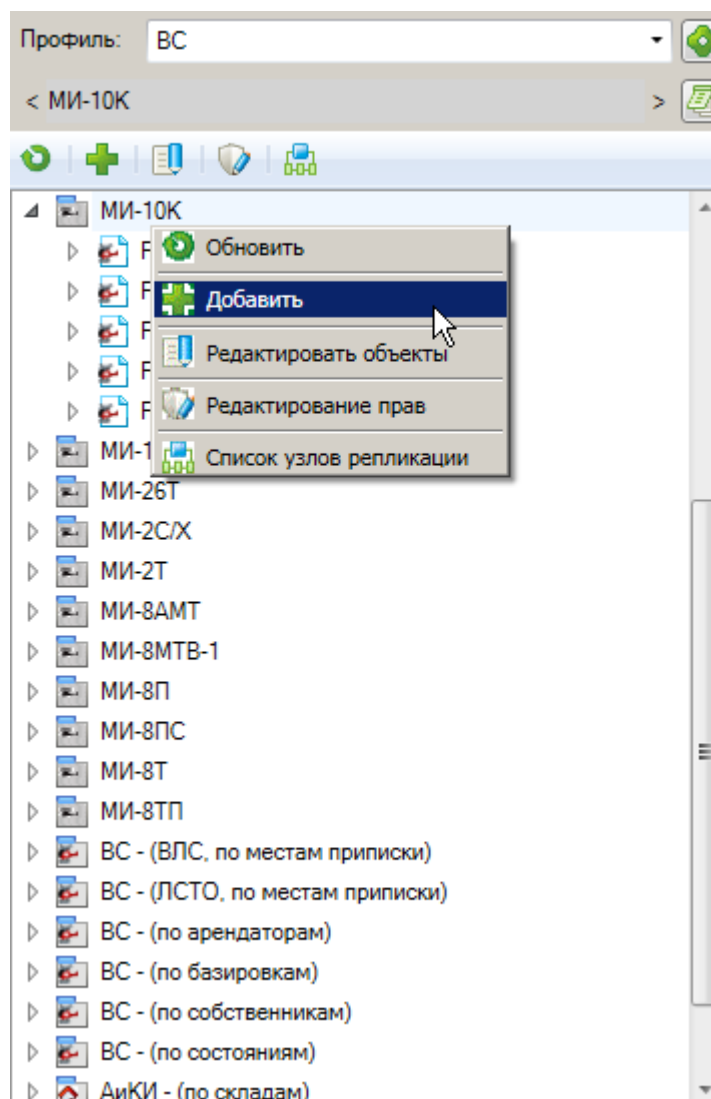 Профиль: ВС
< МИ-10К >
МИ-10К
Обновить
Добавить
Редактировать объекты
Редактирование прав
Список узлов репликации
МИ-26Т
МИ-2С/Х
МИ-2Т
МИ-8АМТ
МИ-8МТВ-1
МИ-8П
МИ-8ПС
МИ-8Т
МИ-8ТП
ВС - (ВЛС, по местам приписки)
ВС - (ЛСТО, по местам приписки)
ВС - (по арендаторам)
ВС - (по базировкам)
ВС - (по собственникам)
ВС - (по состояниям)
АиКИ - (по складам)